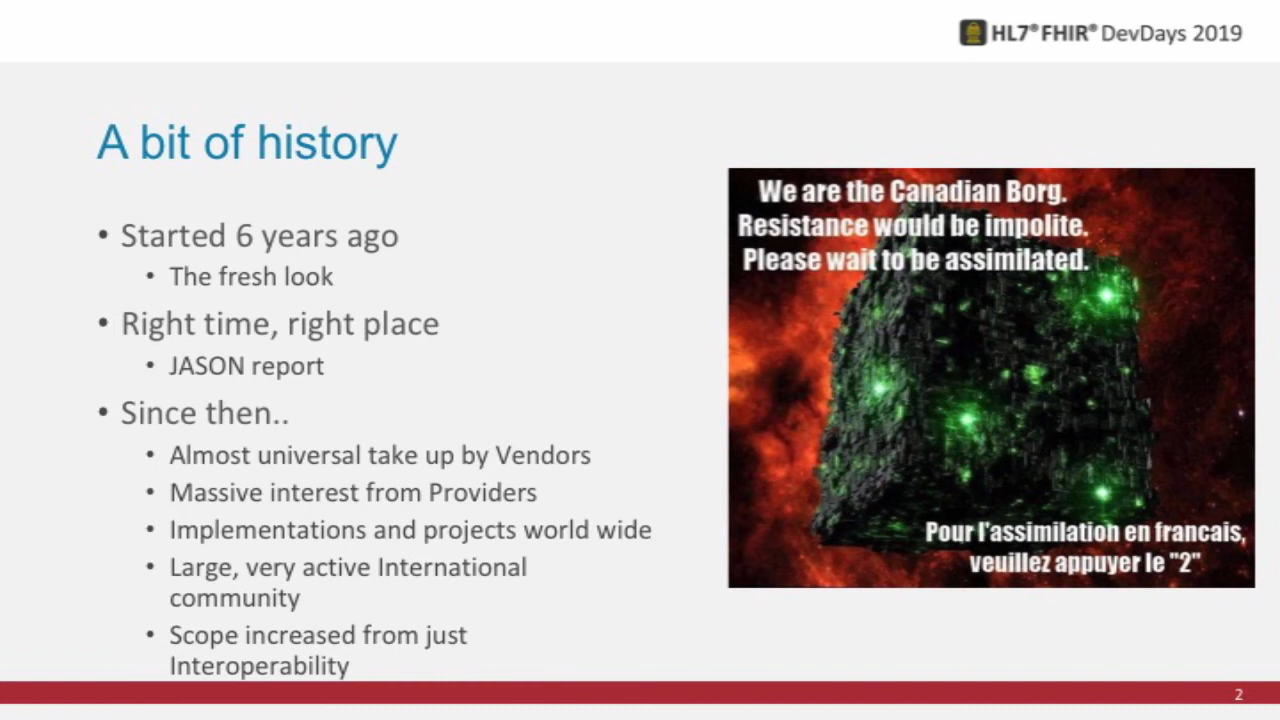 HL7® FHIR® DevDays 2019
A bit of history
• Started 6 years ago
• The fresh look
• Right time, right place
• JASON report
• Since then..
• Almost universal take up by Vendors
• Massive interest from Providers
• Implementations and projects world wide
• Large, very active International
community
• Scope increased from just
Interoperability
We are the Canadian Borg.
Resistance would be impolite.
Please wait to be assimilated.
Pour l'assimilation en francais,
veuillez appuyer le "2"
2